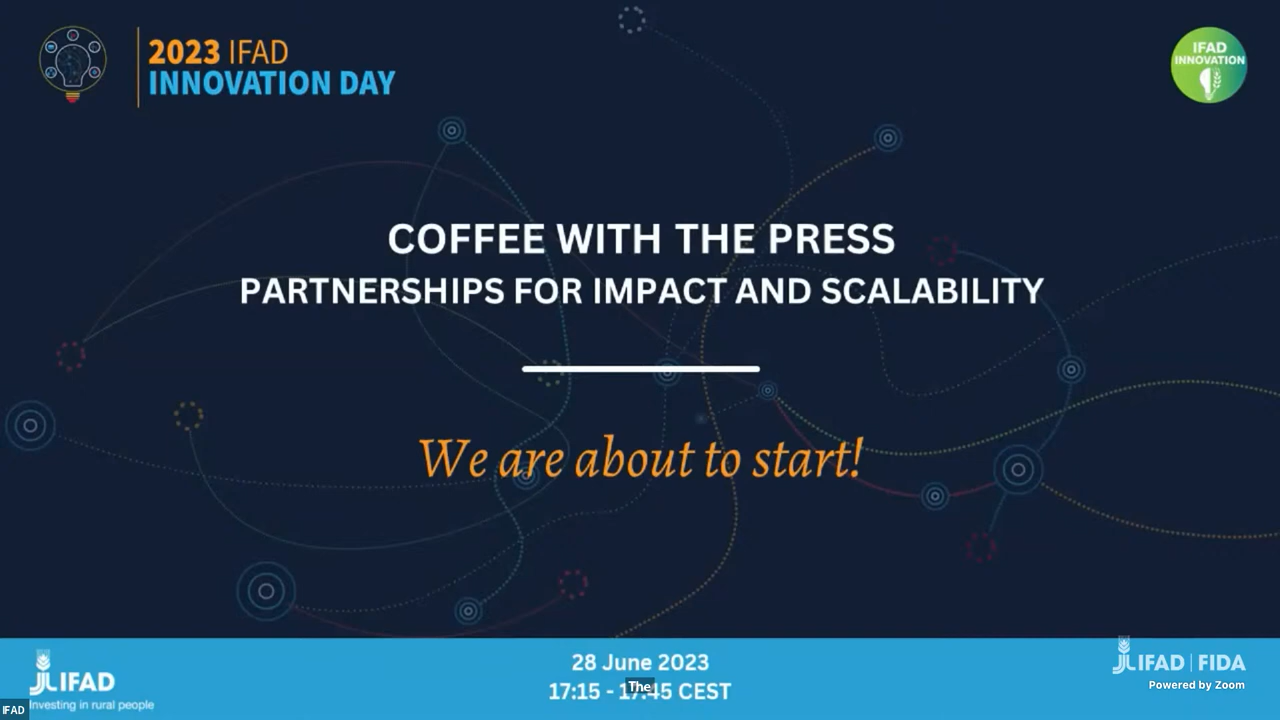 2023 IFAD
INNOVATION DAY
IFAD
INNOVATION
COFFEE WITH THE PRESS
PARTNERSHIPS FOR IMPACT AND SCALABILITY
We are about to start!
28 June 2023
17:15 - 17:45 CEST
The
IFAD
Investing in rural people
IFAD
IFAD | FIDA
Powered by Zoom